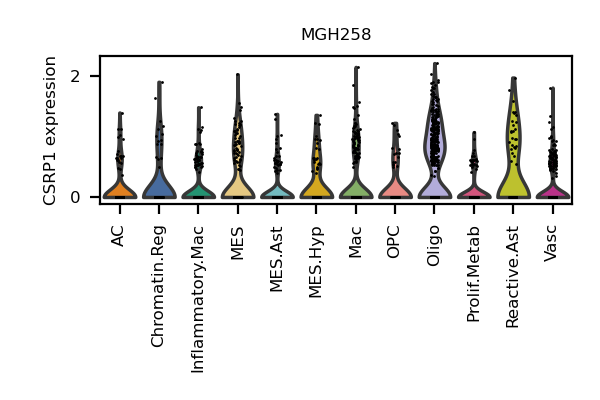 MGH258
CSRP1 expression
2
0
AC
Chromatin.Reg
Inflammatory.Mac
MES
MES.Ast
MES.Hyp
Mac
OPC
Oligo
Prolif.Metab
Reactive.Ast
Vasc